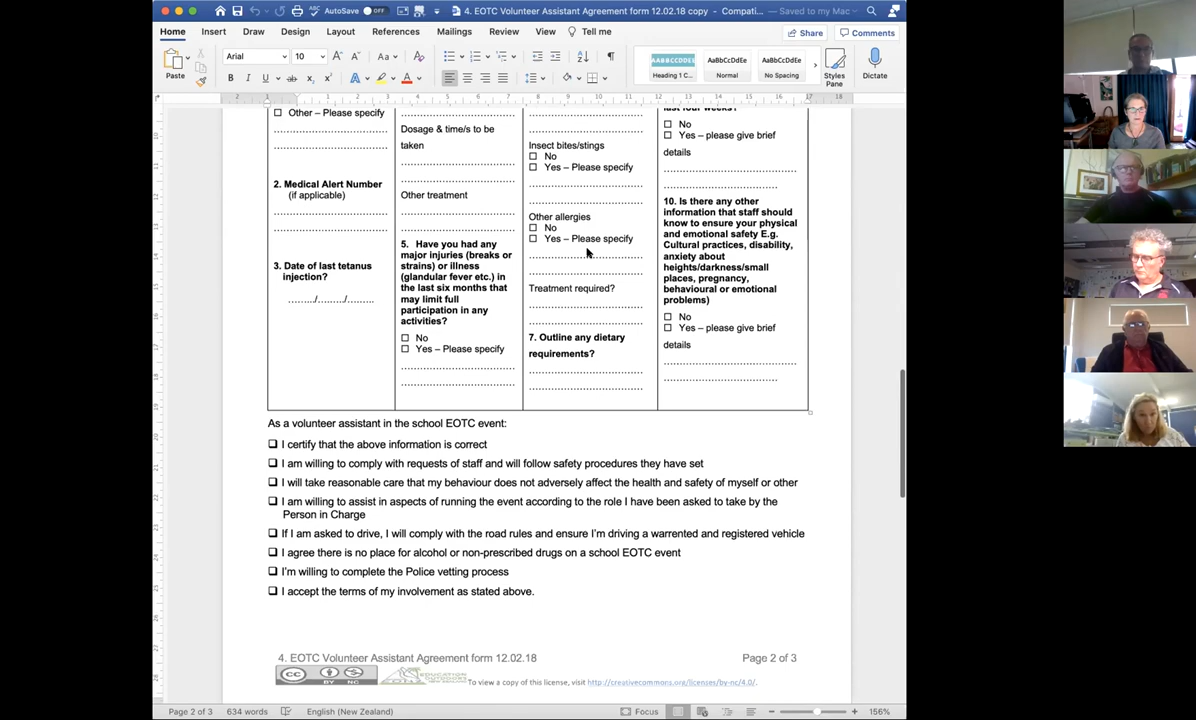 AutoSave OFF
4. EOTC Volunteer Assistant Agreement form 12.02.18 copy - Compati... — Saved to my Mac
Home Insert Draw Design Layout References Mailings Review View Tell me
Share Comments
Paste
Arial 10
AABBCCDDEE AaBbCcDdEe AaBbCcDdEe
Heading 1 C... Normal No Spacing
Styles Pane
Dictate
Other – Please specify
2. Medical Alert Number
(if applicable)
3. Date of last tetanus
injection?
........./........./.........
Dosage & time/s to be
taken
Other treatment
5. Have you had any
major injuries (breaks or
strains) or illness
(glandular fever etc.) in
the last six months that
may limit full
participation in any
activities?
No
Yes – Please specify
Insect bites/stings
No
Yes – Please specify
Other allergies
No
Yes – Please specify
Treatment required?
7. Outline any dietary
requirements?
last four weeks?
No
Yes – please give brief
details
10. Is there any other
information that staff should
know to ensure your physical
and emotional safety E.g.
Cultural practices, disability,
anxiety about
heights/darkness/small
places, pregnancy,
behavioural or emotional
problems)
No
Yes – please give brief
details
As a volunteer assistant in the school EOTC event:
I certify that the above information is correct
I am willing to comply with requests of staff and will follow safety procedures they have set
I will take reasonable care that my behaviour does not adversely affect the health and safety of myself or other
I am willing to assist in aspects of running the event according to the role I have been asked to take by the
Person in Charge
If I am asked to drive, I will comply with the road rules and ensure I'm driving a warrented and registered vehicle
I agree there is no place for alcohol or non-prescribed drugs on a school EOTC event
I'm willing to complete the Police vetting process
I accept the terms of my involvement as stated above.
4. EOTC Volunteer Assistant Agreement form 12.02.18 Page 2 of 3
CC BY NC
EDUCATION OUTDOORS
To view a copy of this license, visit http://creativecommons.org/licenses/by-nc/4.0/.
Page 2 of 3 634 words English (New Zealand) Focus 156%